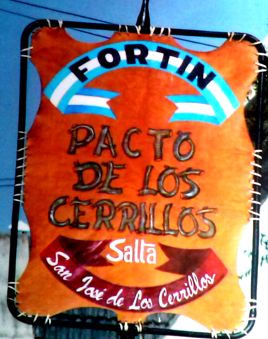 FORTIN
PACTO
DE LOS
CERRILLOS
Salta
San José de Los Cerrillos